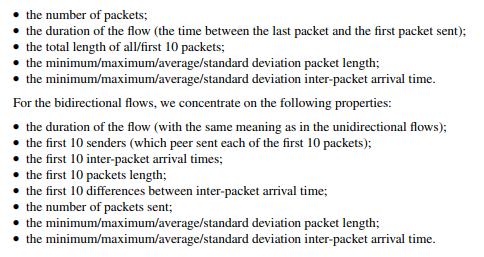 • the number of packets;
• the duration of the flow (the time between the last packet and the first packet sent);
• the total length of all/first 10 packets;
• the minimum/maximum/average/standard deviation packet length;
• the minimum/maximum/average/standard deviation inter-packet arrival time.
For the bidirectional flows, we concentrate on the following properties:
• the duration of the flow (with the same meaning as in the unidirectional flows);
• the first 10 senders (which peer sent each of the first 10 packets);
• the first 10 inter-packet arrival times;
• the first 10 packets length;
• the first 10 differences between inter-packet arrival time;
• the number of packets sent;
• the minimum/maximum/average/standard deviation packet length;
• the minimum/maximum/average/standard deviation inter-packet arrival time.